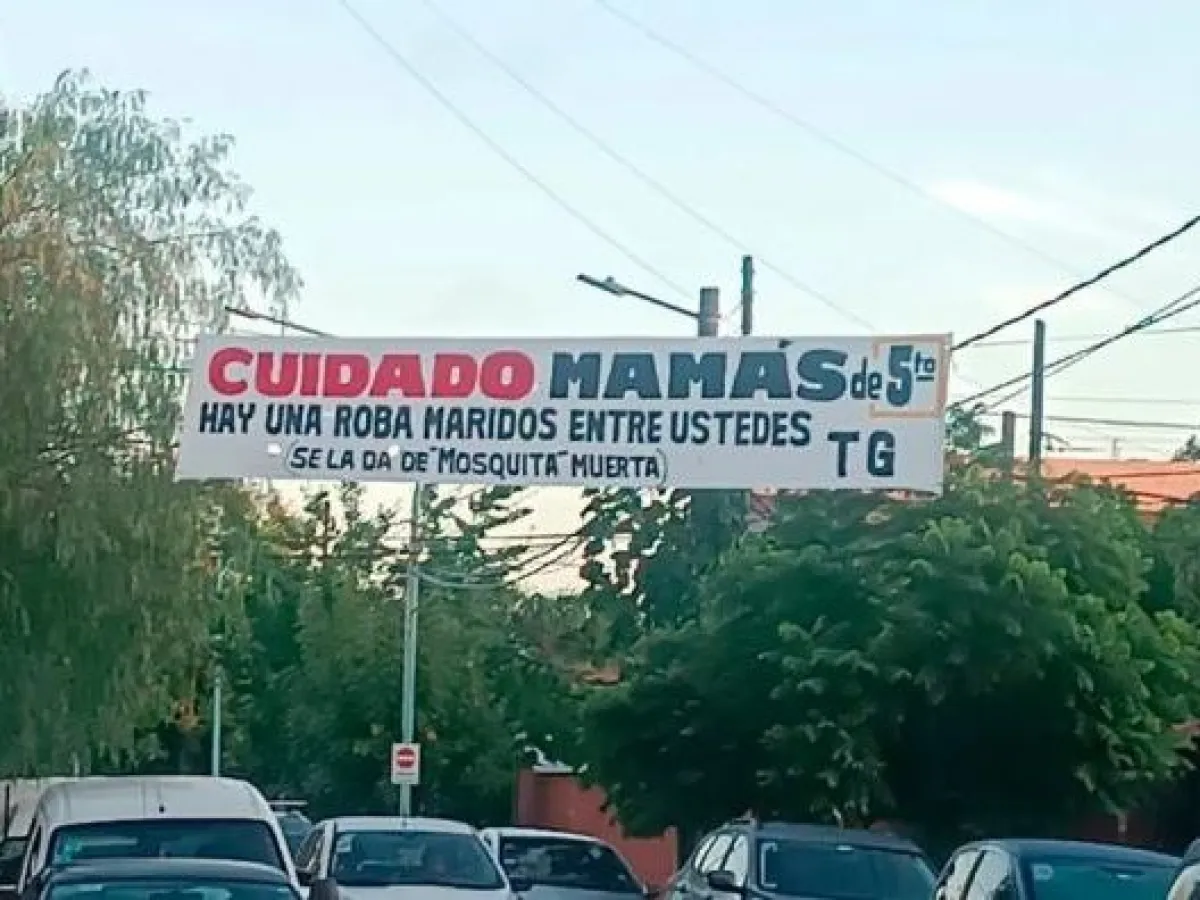 CUIDADO MAMÁS de 5to
HAY UNA ROBA MARIDOS ENTRE USTEDES
(SE LA DA DE "MOSQUITA" MUERTA)
TG